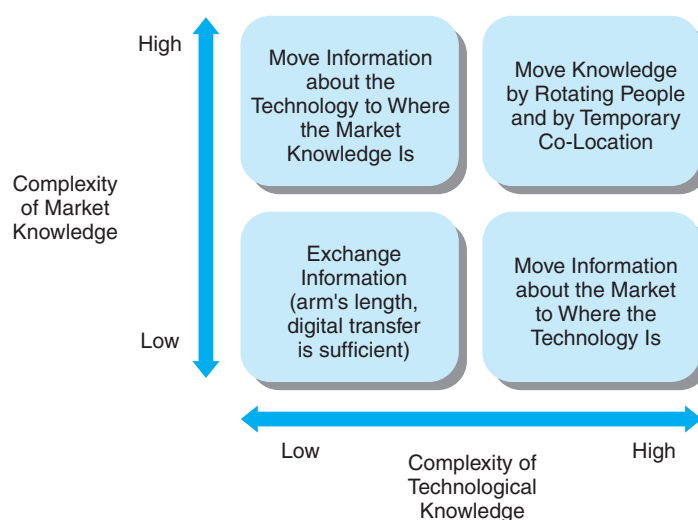 High
Move Information
about the
Technology to Where
the Market
Knowledge Is
Move Knowledge
by Rotating People
and by Temporary
Co-Location
Complexity
of Market
Knowledge
Exchange
Information
(arm's length,
digital transfer
is sufficient)
Move Information
about the Market
to Where the
Technology Is
Low
Low
High
Complexity of
Technological
Knowledge